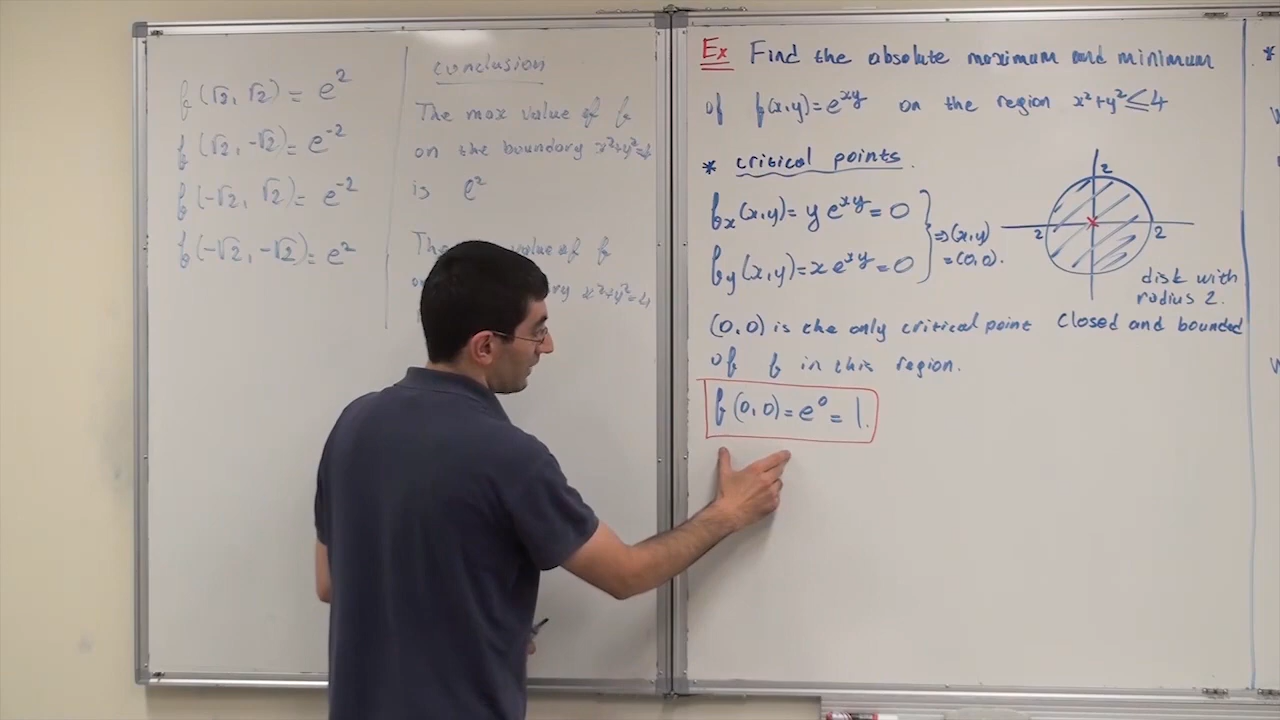 f(√2, √2) = e²
f(√2, -√2) = e⁻²
f(-√2, √2) = e⁻²
f(-√2, -√2) = e²
conclusion
The max value of f
on the boundary x²+y²=4
is e²
The value of f
x²+y²=4
Ex Find the absolute maximum and minimum
of f(x,y) = e^{xy} on the region x²+y² ≤ 4
* critical points.
f_x(x,y) = y e^{xy} = 0
f_y(x,y) = x e^{xy} = 0
⇒ (x,y)
= (0,0).
2
2
2
disk with
radius 2.
(0,0) is the only critical point
of f in this region.
closed and bounded
f(0,0) = e⁰ = 1.
*